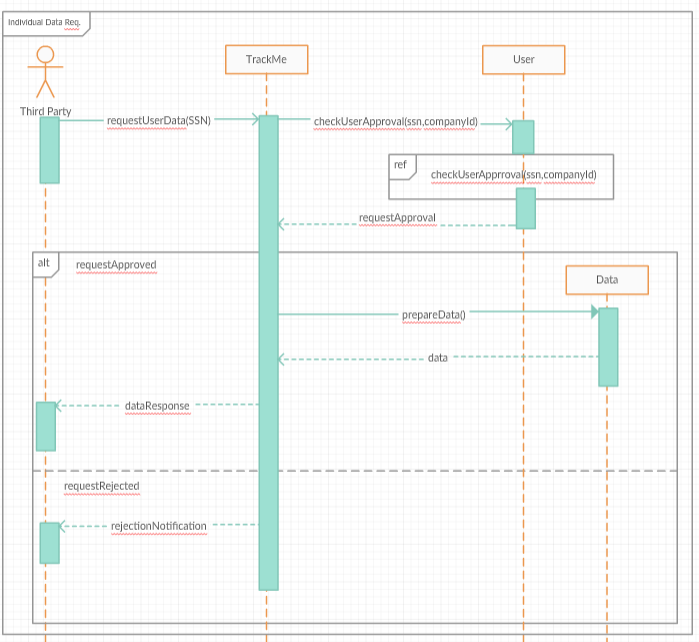 Individual Data Req.
Third Party
TrackMe
User
requestUserData(SSN)
checkUserApproval(ssn,companyId)
ref
checkUserApprroval(ssn,companyId)
requestApproval
alt
requestApproved
Data
prepareData()
data
dataResponse
requestRejected
rejectionNotification